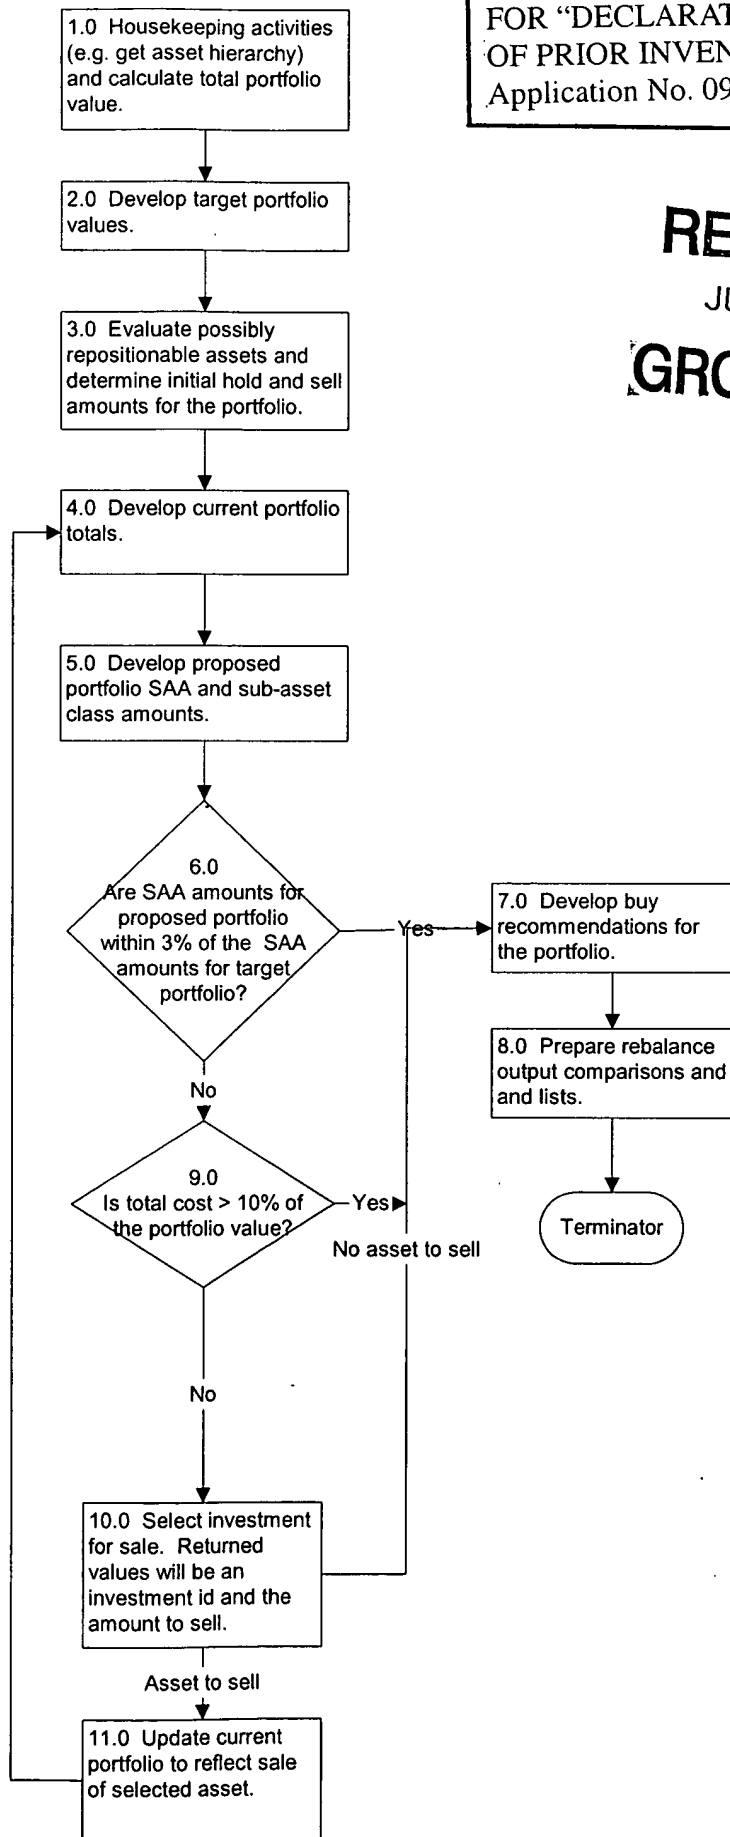 1.0 Housekeeping activities
(e.g. get asset hierarchy)
and calculate total portfolio
value.
FOR “DECLARAT
OF PRIOR INVEN
Application No. 09
2.0 Develop target portfolio
values.
RE
JU
GRO
3.0 Evaluate possibly
repositionable assets and
determine initial hold and sell
amounts for the portfolio.
4.0 Develop current portfolio
totals.
5.0 Develop proposed
portfolio SAA and sub-asset
class amounts.
6.0
Are SAA amounts for
proposed portfolio
within 3% of the SAA
amounts for target
portfolio?
Yes
7.0 Develop buy
recommendations for
the portfolio.
No
8.0 Prepare rebalance
output comparisons and
and lists.
9.0
Is total cost > 10% of
the portfolio value?
Yes
No asset to sell
Terminator
No
10.0 Select investment
for sale. Returned
values will be an
investment id and the
amount to sell.
Asset to sell
11.0 Update current
portfolio to reflect sale
of selected asset.